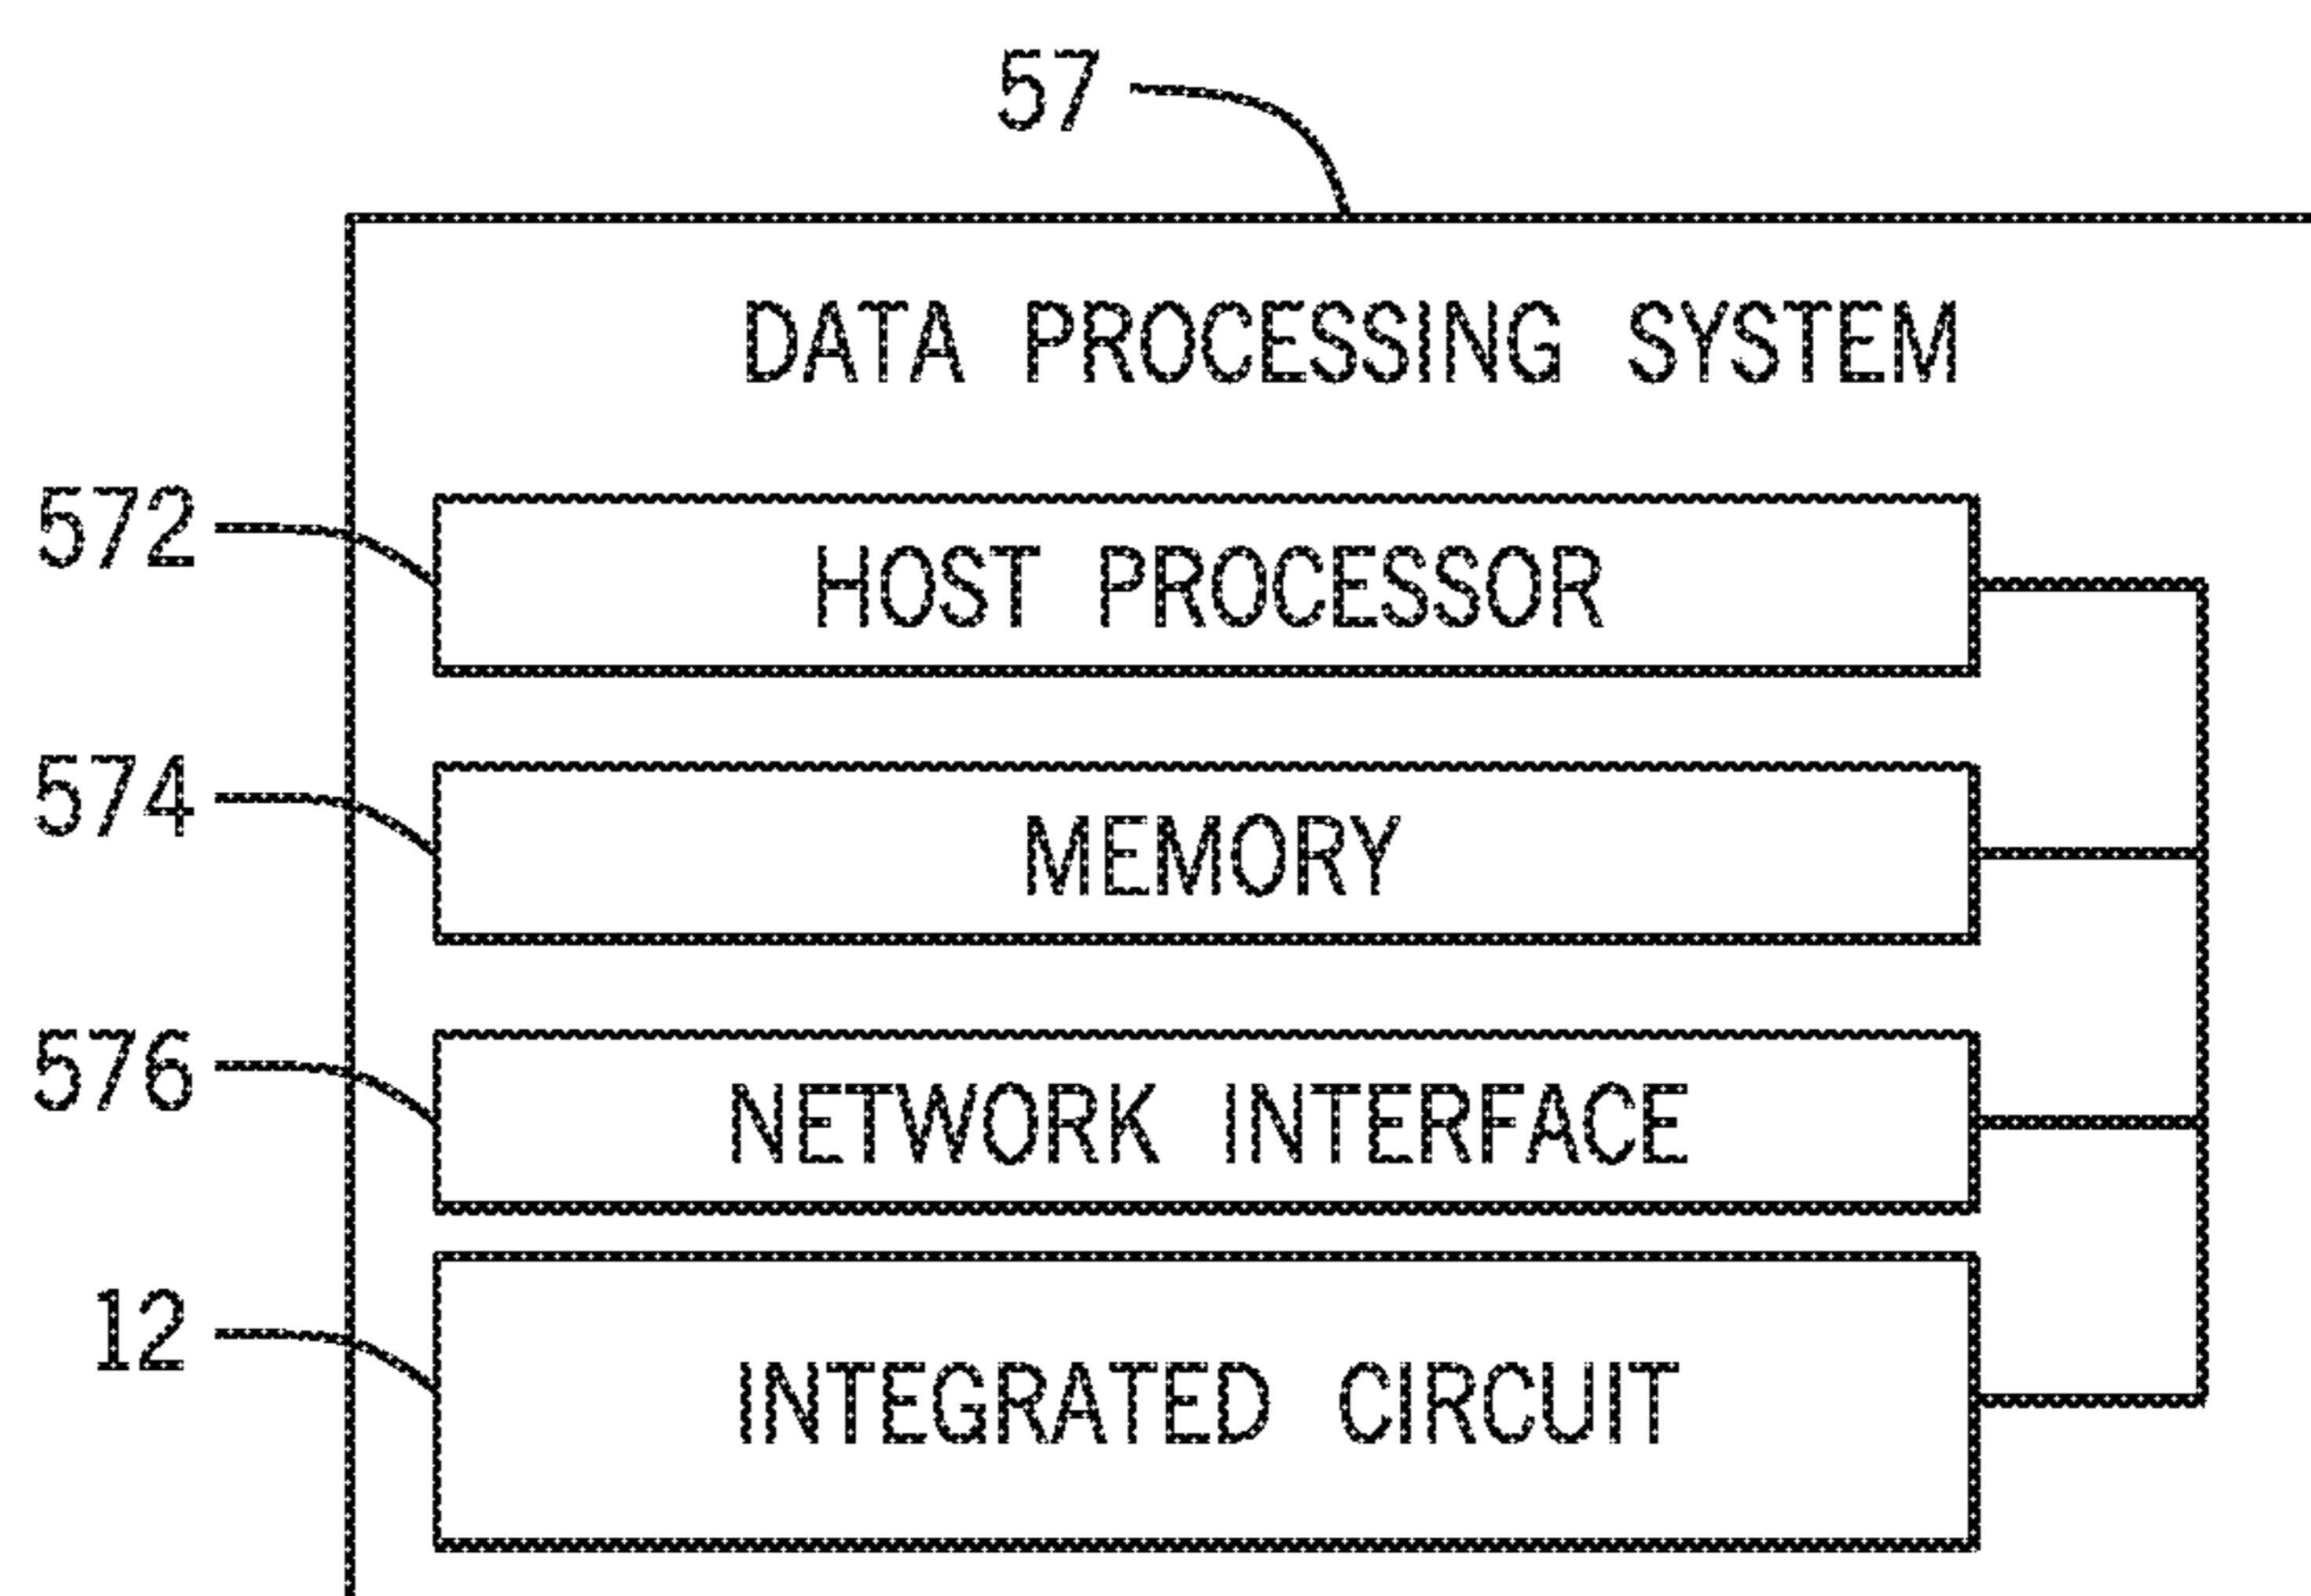 57
DATA PROCESSING SYSTEM
572
HOST PROCESSOR
574
MEMORY
576
NETWORK INTERFACE
12
INTEGRATED CIRCUIT